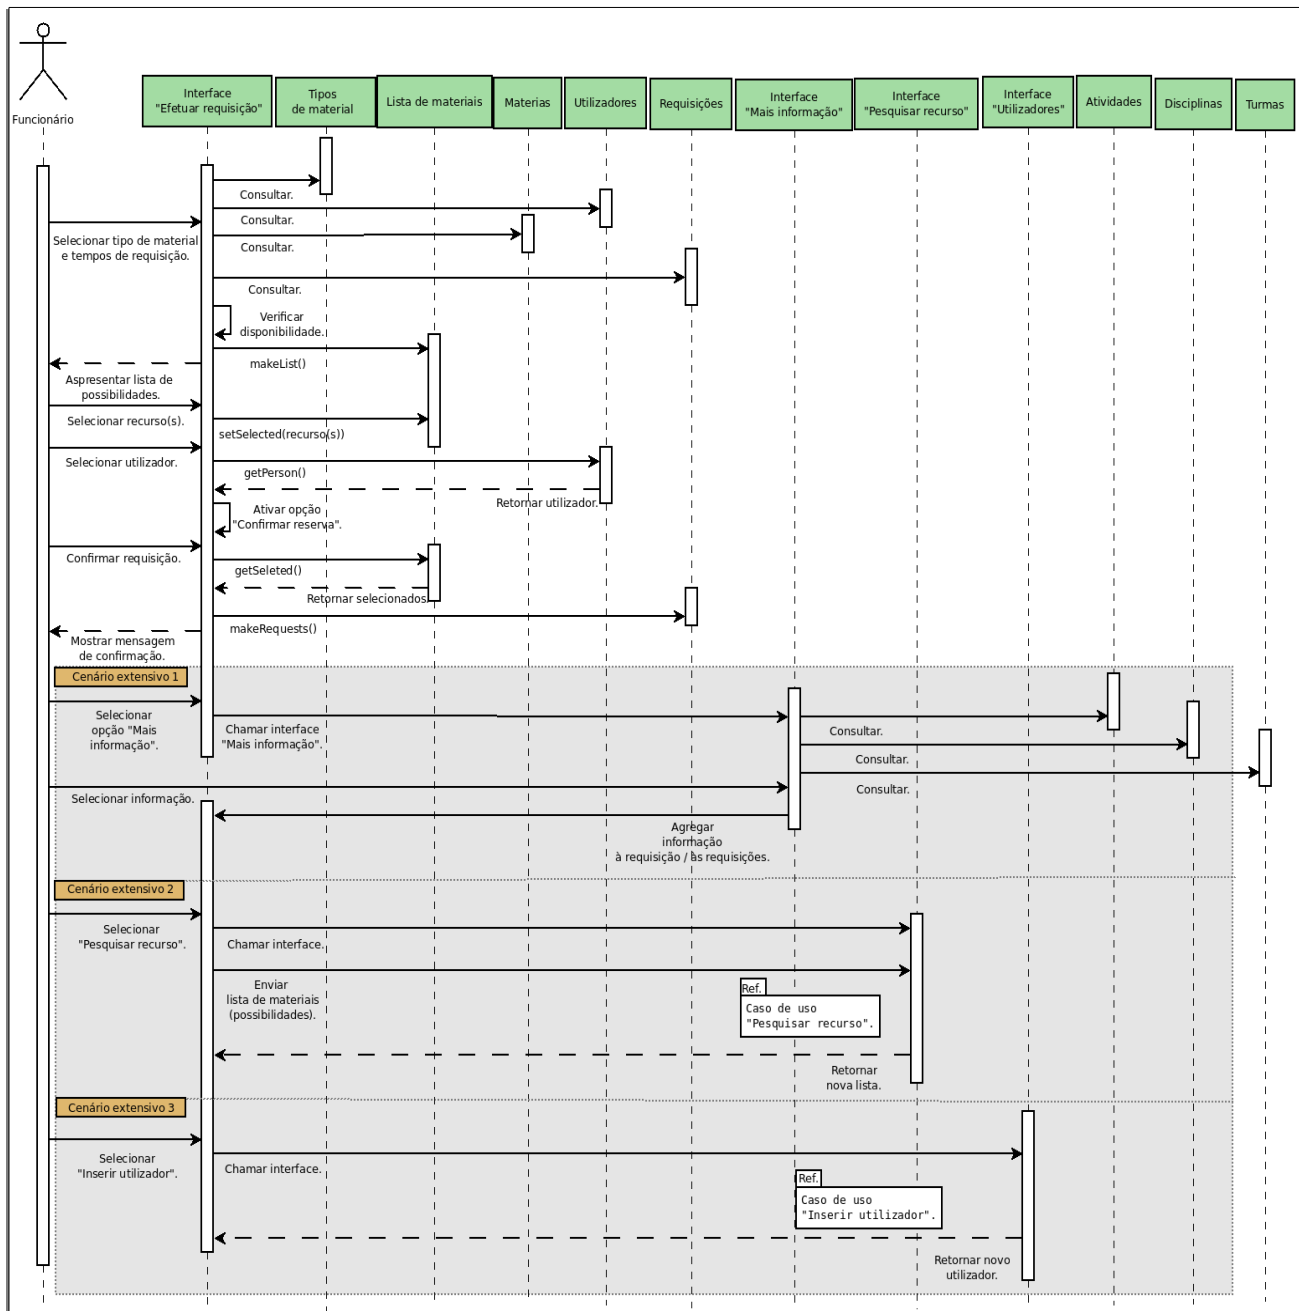 Funcionário
Interface
"Efetuar requisição"
Tipos
de material
Lista de materiais
Materias
Utilizadores
Requisições
Interface
"Mais informação"
Interface
"Pesquisar recurso"
Interface
"Utilizadores"
Atividades
Disciplinas
Turmas
Consultar.
Consultar.
Selecionar tipo de material
e tempos de requisição.
Consultar.
Consultar.
Verificar
disponibilidade.
makeList()
Aspresentar lista de
possibilidades.
Selecionar recurso(s).
setSelected(recurso(s))
Selecionar utilizador.
getPerson()
Retornar utilizador.
Ativar opção
"Confirmar reserva".
Confirmar requisição.
getSeleted()
Retornar selecionados.
makeRequests()
Mostrar mensagem
de confirmação.
Cenário extensivo 1
Selecionar
opção "Mais
informação".
Chamar interface
"Mais informação".
Consultar.
Consultar.
Consultar.
Selecionar informação.
Agregar
informação
à requisição / às requisições.
Cenário extensivo 2
Selecionar
"Pesquisar recurso".
Chamar interface.
Enviar
lista de materiais
(possibilidades).
Ref.
Caso de uso
"Pesquisar recurso".
Retornar
nova lista.
Cenário extensivo 3
Selecionar
"Inserir utilizador".
Chamar interface.
Ref.
Caso de uso
"Inserir utilizador".
Retornar novo
utilizador.